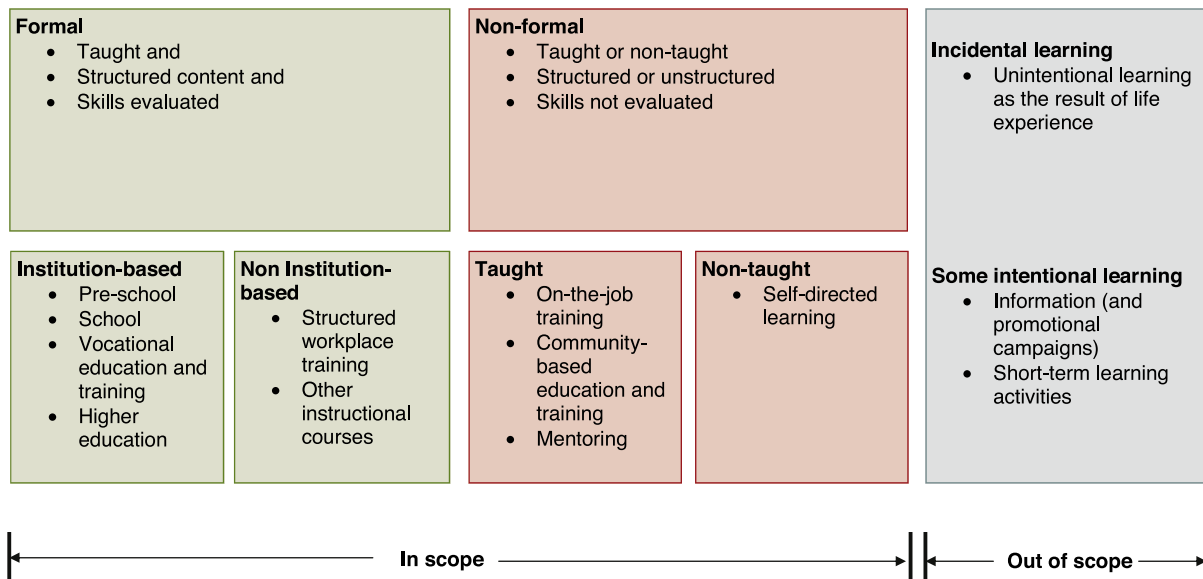 Formal
• Taught and
• Structured content and
• Skills evaluated
Non-formal
• Taught or non-taught
• Structured or unstructured
• Skills not evaluated
Incidental learning
• Unintentional learning
as the result of life
experience
Institution-based
• Pre-school
• School
• Vocational
education and
training
• Higher
education
Non Institution-
based
• Structured
workplace
training
• Other
instructional
courses
Taught
• On-the-job
training
• Community-
based
education and
training
• Mentoring
Non-taught
• Self-directed
learning
Some intentional learning
• Information (and
promotional
campaigns)
• Short-term learning
activities
In scope
Out of scope